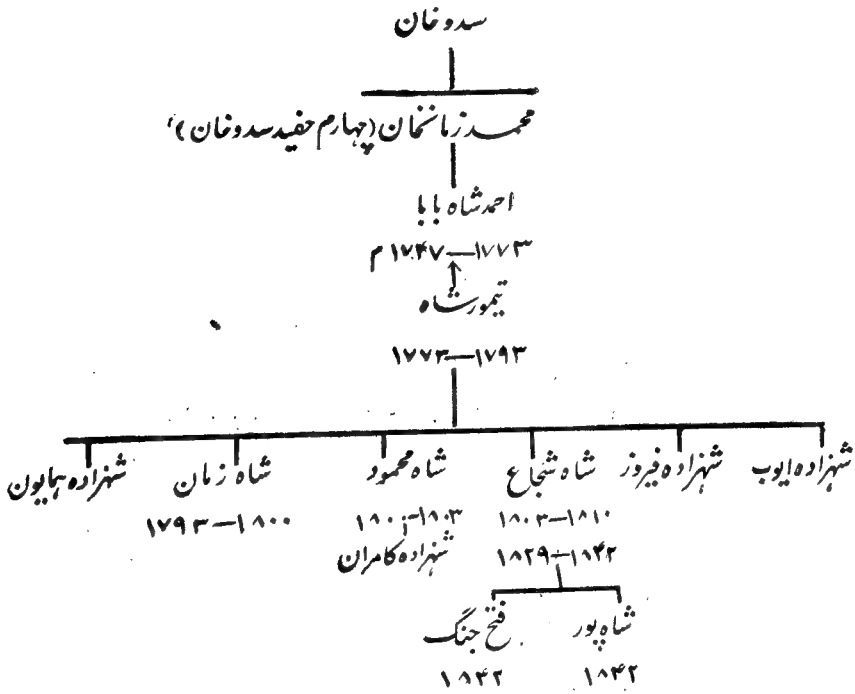 سدوخان
محمد زمانخان (چهارم حفید سدوخان)،
احمد شاه بابا
۱۷۴۷—۱۷۷۳ م
تیمور شاه
۱۷۷۳—۱۷۹۳
شهزاده ایوب شهزاده فیروز شاه شجاع شاه محمود شاه زمان شهزاده همایون
۱۸۰۳—۱۸۱۰ ۱۸۰۰—۱۸۰۳ ۱۷۹۳—۱۸۰۰
۱۸۲۹—۱۸۴۲ شهزاده کامران
شاه پور فتح جنگ
۱۸۴۲ ۱۸۴۲